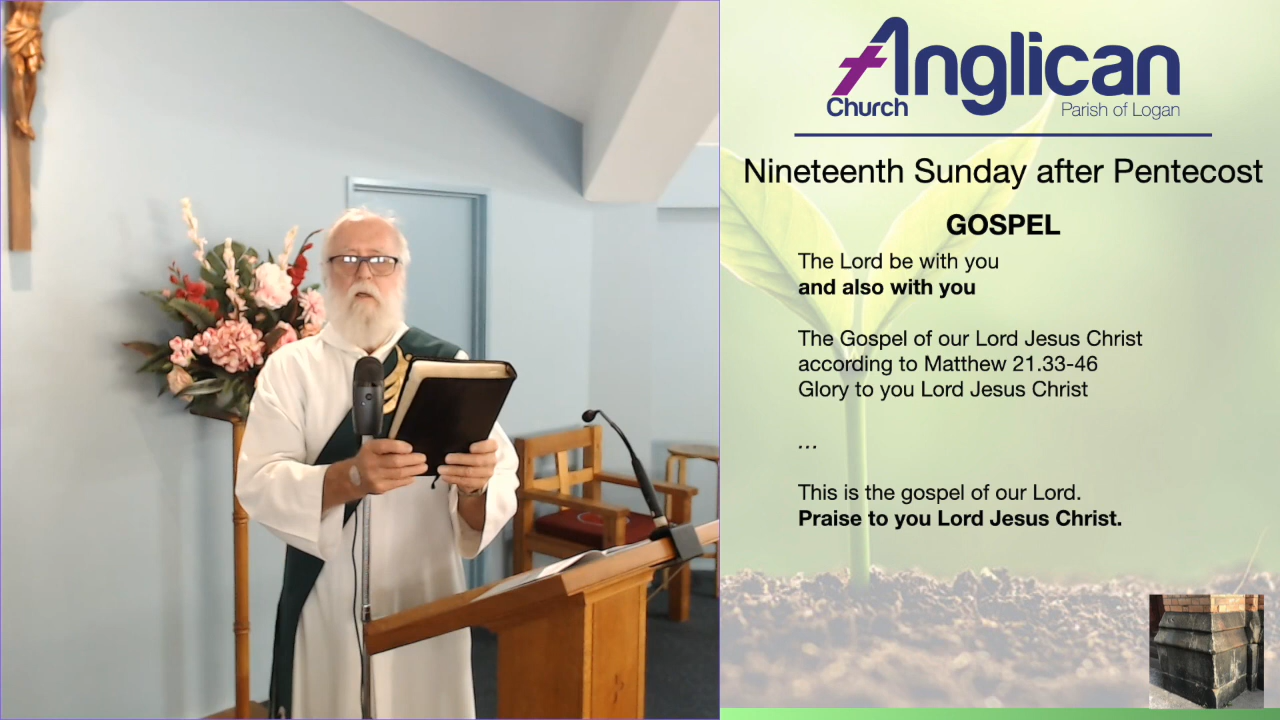 Anglican
Church
Parish of Logan
Nineteenth Sunday after Pentecost
GOSPEL
The Lord be with you
and also with you
The Gospel of our Lord Jesus Christ
according to Matthew 21.33-46
Glory to you Lord Jesus Christ
...
This is the gospel of our Lord.
Praise to you Lord Jesus Christ.